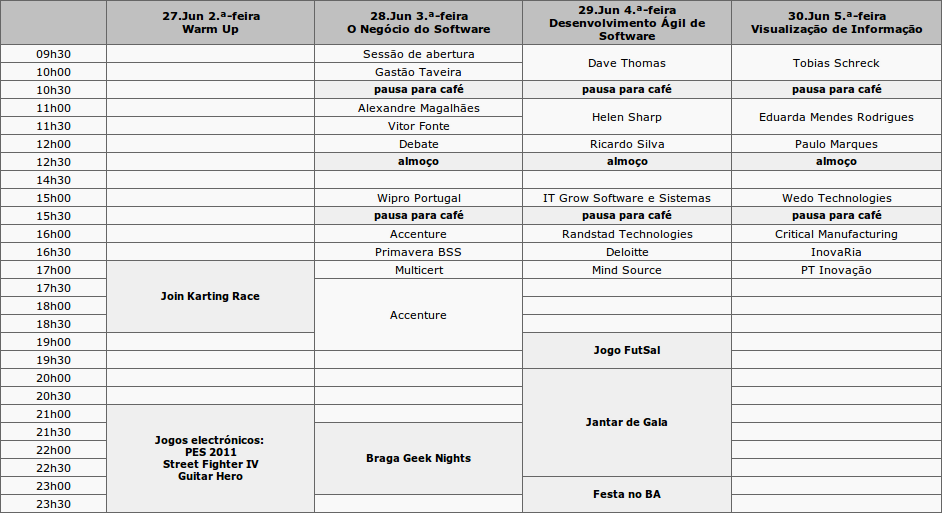 27.Jun 2.ª-feira
Warm Up
28.Jun 3.ª-feira
O Negócio do Software
29.Jun 4.ª-feira
Desenvolvimento Ágil de
Software
30.Jun 5.ª-feira
Visualização de Informação
09h30 Sessão de abertura
Dave Thomas Tobias Schreck
10h00 Gastão Taveira
10h30 pausa para café pausa para café pausa para café
11h00 Alexandre Magalhães
Helen Sharp Eduarda Mendes Rodrigues
11h30 Vitor Fonte
12h00 Debate Ricardo Silva Paulo Marques
12h30 almoço almoço almoço
14h30
15h00 Wipro Portugal IT Grow Software e Sistemas Wedo Technologies
15h30 pausa para café pausa para café pausa para café
16h00 Accenture Randstad Technologies Critical Manufacturing
16h30 Primavera BSS Deloitte InovaRia
17h00 Multicert Mind Source PT Inovação
17h30
Join Karting Race
18h00
Accenture
18h30
19h00
Jogo FutSal
19h30
20h00
20h30
21h00
21h30
Jantar de Gala
Jogos electrónicos:
PES 2011
Street Fighter IV
Guitar Hero
22h00
Braga Geek Nights
22h30
23h00
Festa no BA
23h30